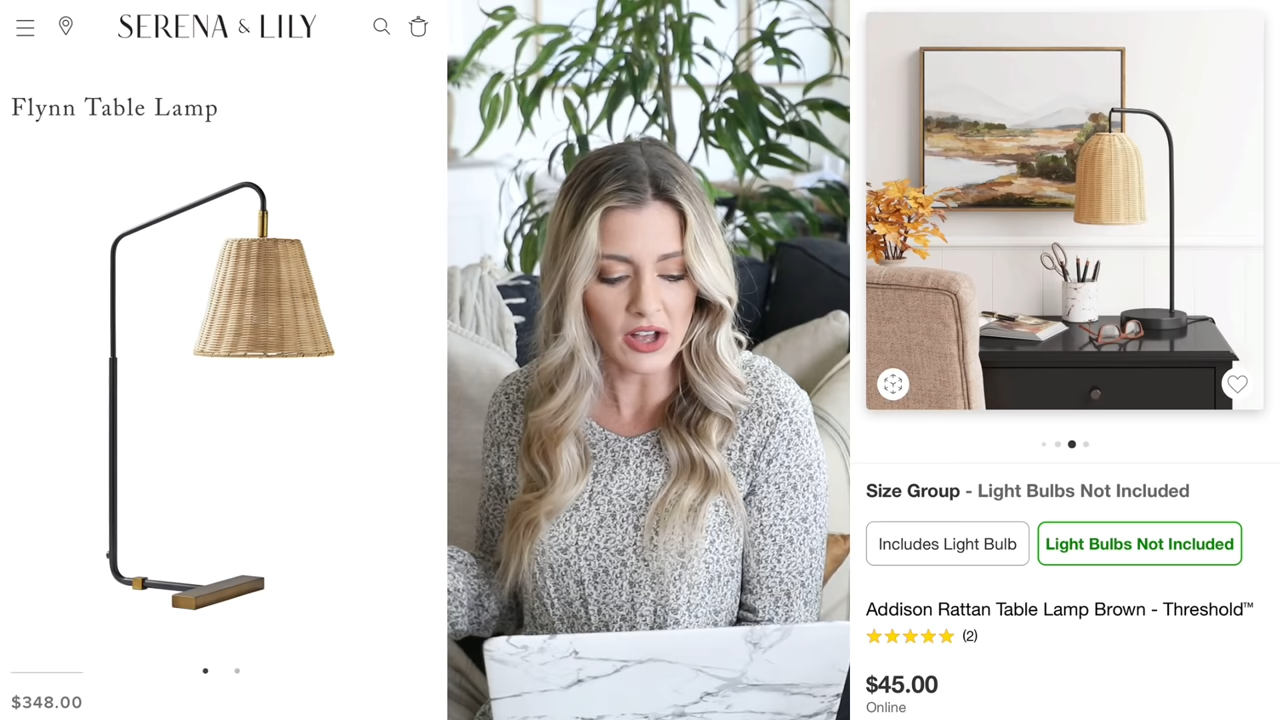 SERENA & LILY
Flynn Table Lamp
$348.00
Size Group - Light Bulbs Not Included
Includes Light Bulb
Light Bulbs Not Included
Addison Rattan Table Lamp Brown - Threshold™
(2)
$45.00
Online